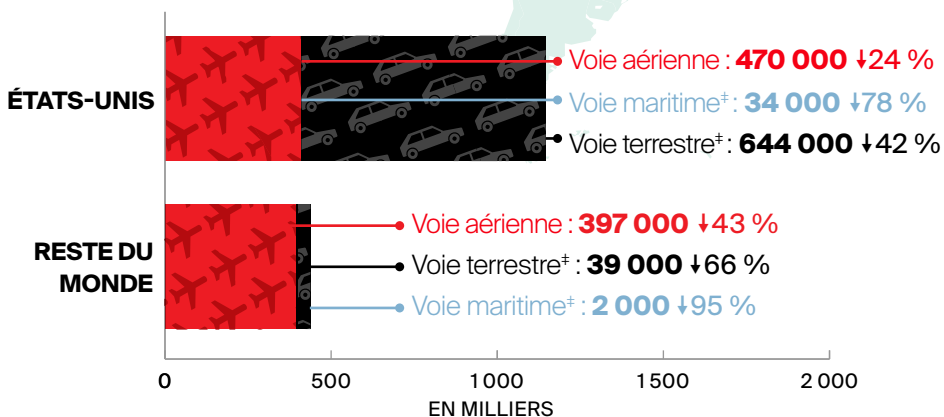 ÉTATS-UNIS
Voie aérienne : 470 000 ↓24 %
Voie maritime‡ : 34 000 ↓78 %
Voie terrestre‡ : 644 000 ↓42 %
RESTE DU
MONDE
Voie aérienne : 397 000 ↓43 %
Voie terrestre‡ : 39 000 ↓66 %
Voie maritime‡ : 2 000 ↓95 %
0 500 1 000 1 500 2 000
EN MILLIERS